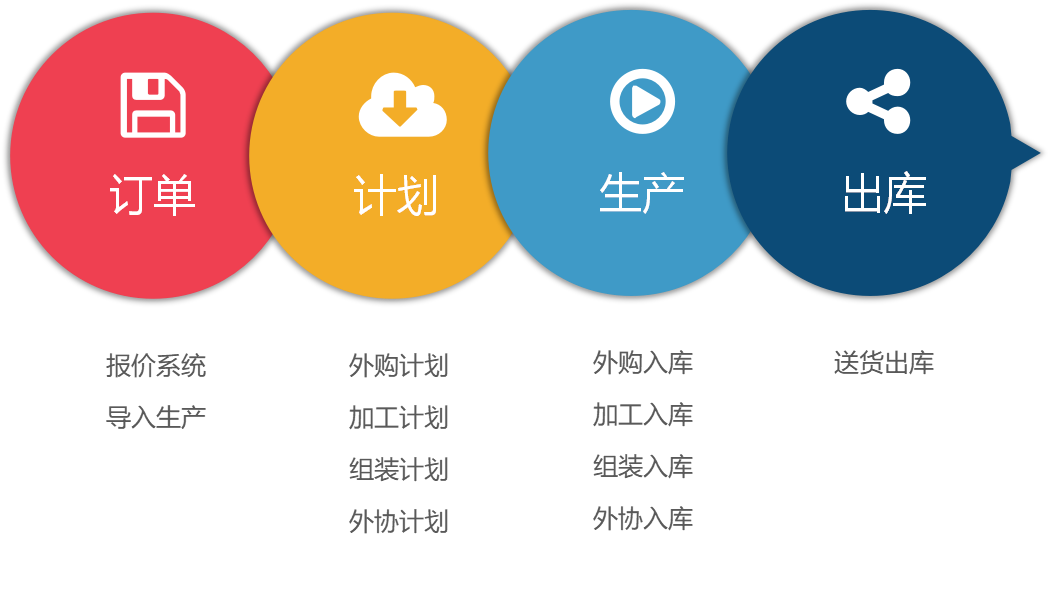 订单
计划
生产
出库
报价系统
导入生产
外购计划
加工计划
组装计划
外协计划
外购入库
加工入库
组装入库
外协入库
送货出库